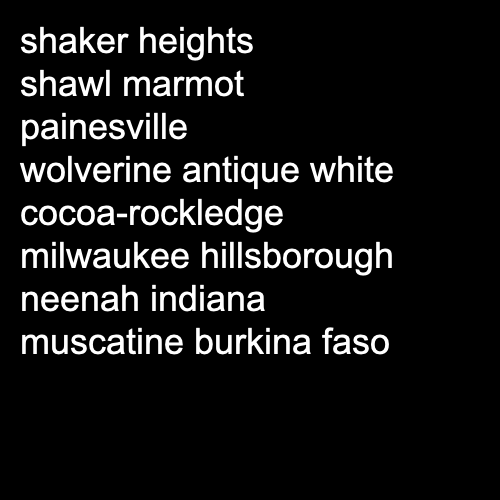 shaker heights
shawl marmot
painesville
wolverine antique white
cocoa-rockledge
milwaukee hillsborough
neenah indiana
muscatine burkina faso